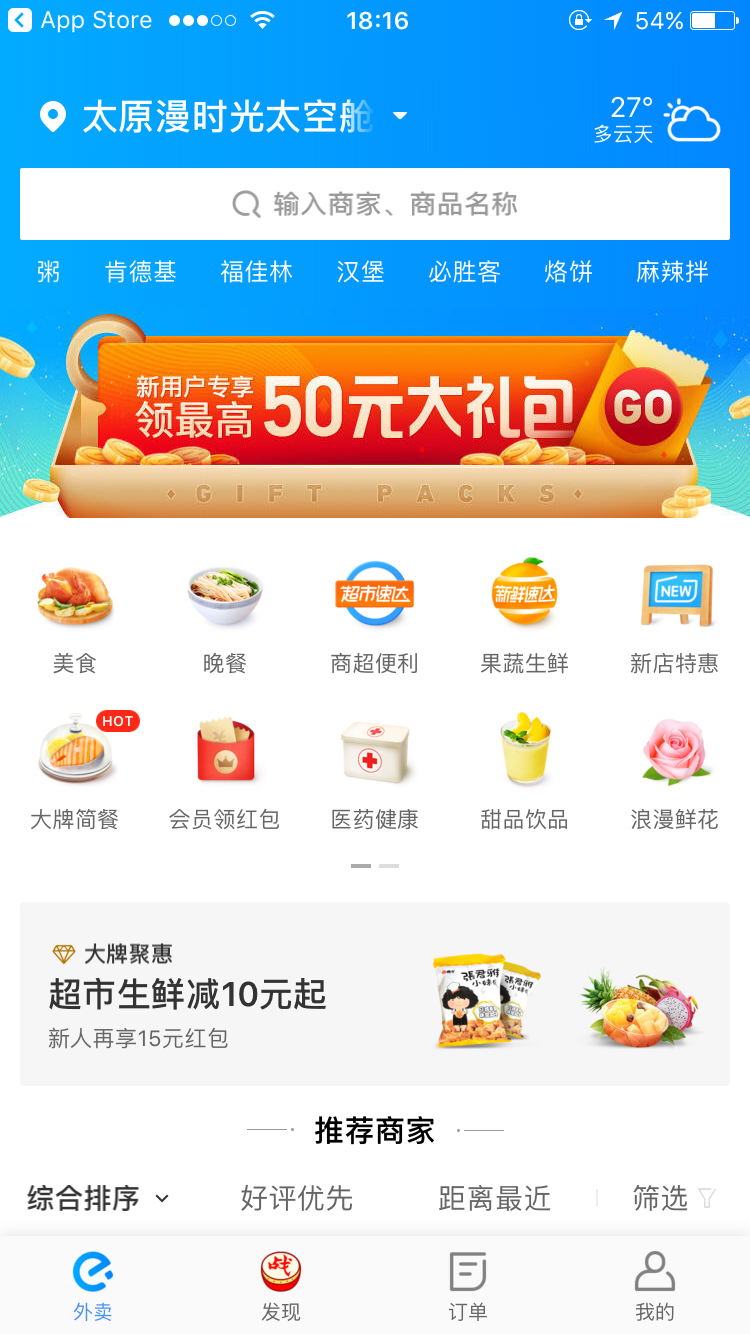 App Store
18:16
54%
太原漫时光太空舱
27°
多云天
输入商家、商品名称
粥 肯德基 福佳林 汉堡 必胜客 烙饼 麻辣拌
新用户专享
领最高
50元大礼包
GO
GIFT PACKS
超市速达
新鲜速达
NEW
美食 晚餐 商超便利 果蔬生鲜 新店特惠
HOT
大牌简餐 会员领红包 医药健康 甜品饮品 浪漫鲜花
大牌聚惠
超市生鲜减10元起
新人再享15元红包
張君雅
小妹
張君雅
小妹
推荐商家
综合排序 好评优先 距离最近 筛选
战
外卖 发现 订单 我的